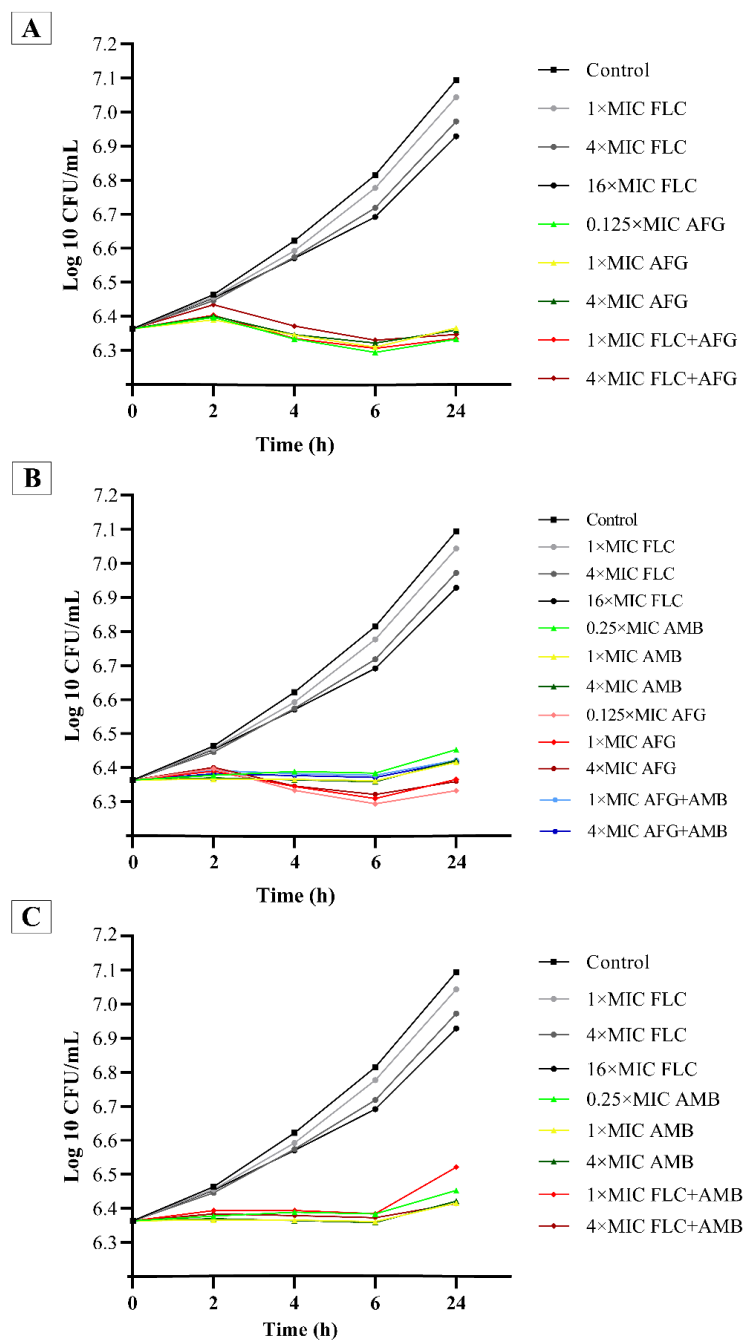 A
7.2
7.1
7.0
6.9
6.8
6.7
6.6
6.5
6.4
6.3
Log 10 CFU/mL
0 2 4 6 24
Time (h)
Control
1×MIC FLC
4×MIC FLC
16×MIC FLC
0.125×MIC AFG
1×MIC AFG
4×MIC AFG
1×MIC FLC+AFG
4×MIC FLC+AFG
B
7.2
7.1
7.0
6.9
6.8
6.7
6.6
6.5
6.4
6.3
Log 10 CFU/mL
0 2 4 6 24
Time (h)
Control
1×MIC FLC
4×MIC FLC
16×MIC FLC
0.25×MIC AMB
1×MIC AMB
4×MIC AMB
0.125×MIC AFG
1×MIC AFG
4×MIC AFG
1×MIC AFG+AMB
4×MIC AFG+AMB
C
7.2
7.1
7.0
6.9
6.8
6.7
6.6
6.5
6.4
6.3
Log 10 CFU/mL
0 2 4 6 24
Time (h)
Control
1×MIC FLC
4×MIC FLC
16×MIC FLC
0.25×MIC AMB
1×MIC AMB
4×MIC AMB
1×MIC FLC+AMB
4×MIC FLC+AMB